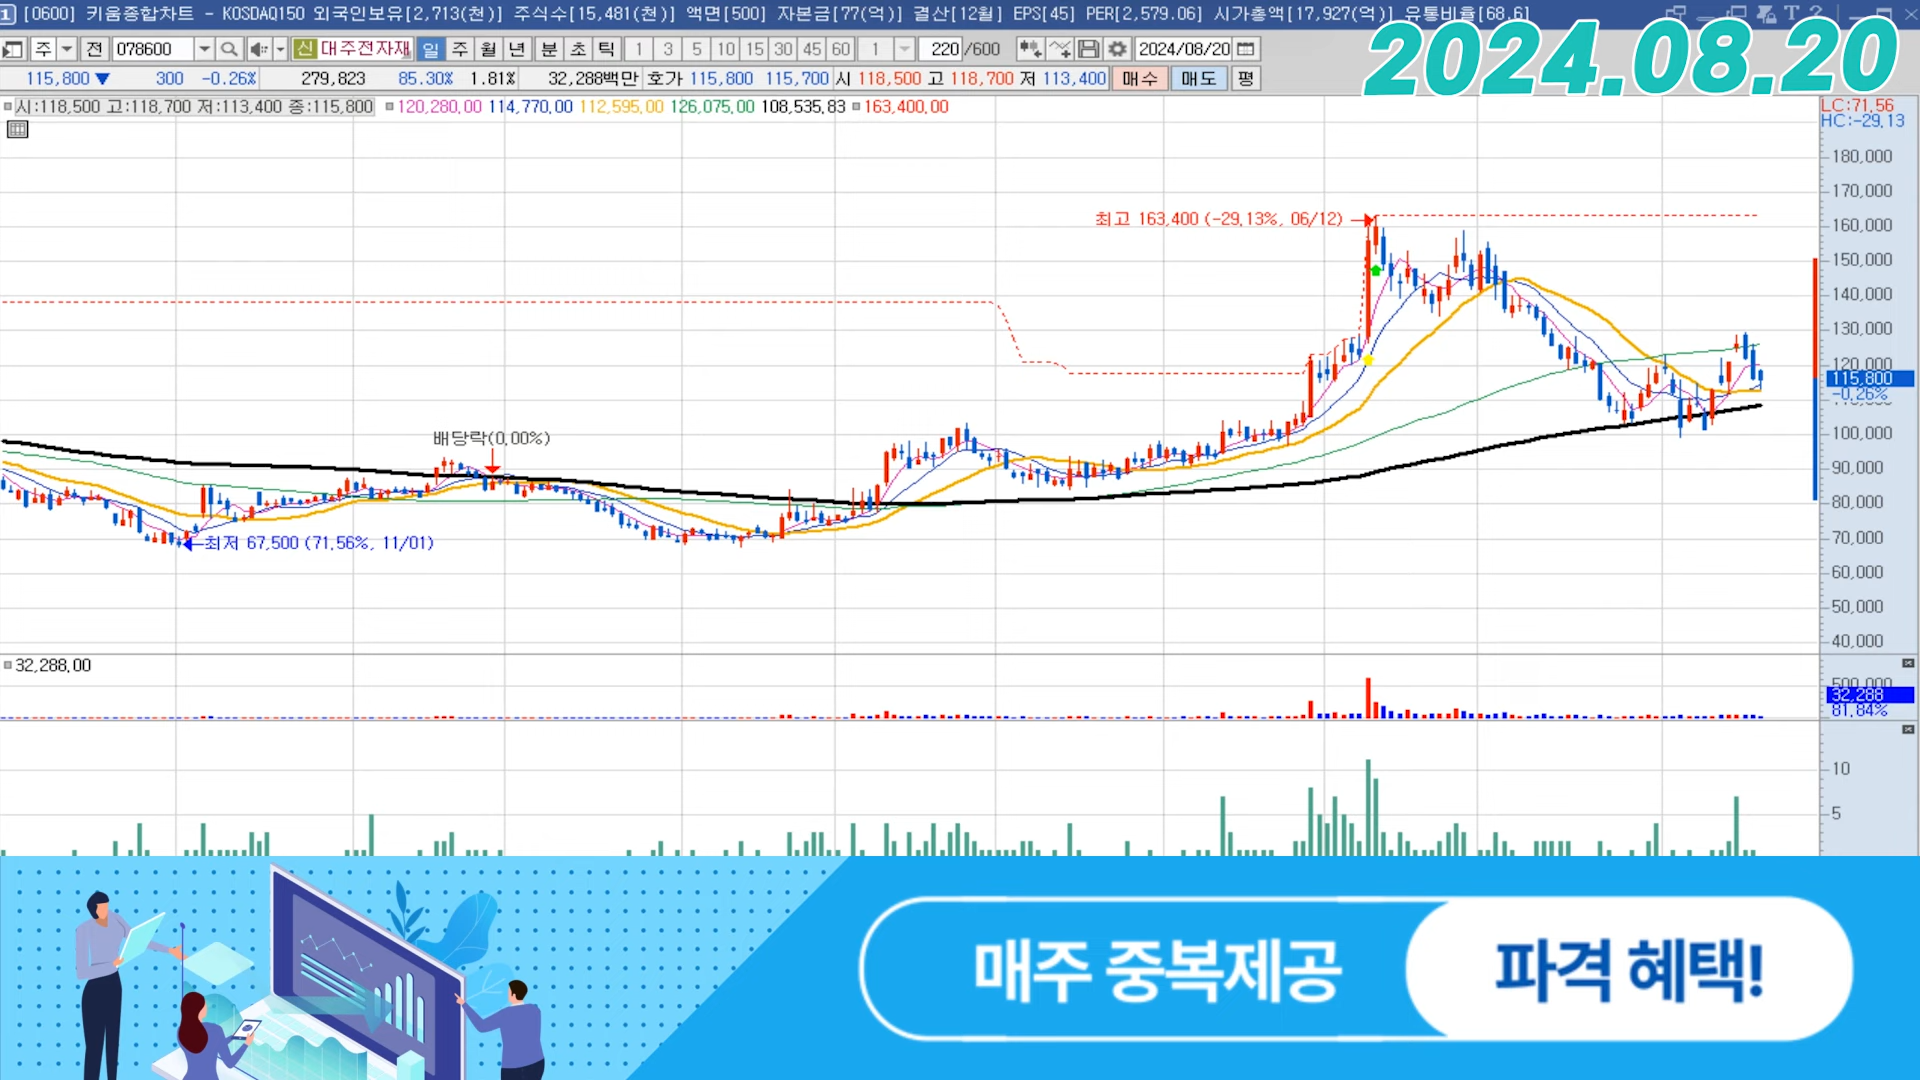 [0600] 키움종합차트 - KOSDAQ150 외국인보유[2,713(천)] 주식수[15,481(천)] 액면[500] 자본금[77(억)] 결산[12월] EPS[45] PER[2,579.06] 시가총액[17,927(억)] 유통비율[68.6]
2024.08.20
주 전 078600 신 대주전자재 일 주 월 년 분 초 틱 1 3 5 10 15 30 45 60 1 220 /600 2024/08/20
115,800 ▼ 300 -0.26% 279,823 85.30% 1.81% 32,288백만 호가 115,800 115,700 시 118,500 고 118,700 저 113,400 매수 매도 평
시:118,500 고:118,700 저:113,400 종:115,800 120,280.00 114,770.00 112,595.00 126,075.00 108,535.83 163,400.00
LC:71.56
HC:-29.13
180,000
170,000
최고 163,400 (-29.13%, 06/12)
160,000
150,000
140,000
130,000
120,000
115,800
-0.26%
110,000
배당락(0.00%)
100,000
90,000
80,000
최저 67,500 (71.56%, 11/01)
70,000
60,000
50,000
40,000
32,288.00
500,000
32,288
81.84%
10
5
매주 중복제공 파격 혜택!